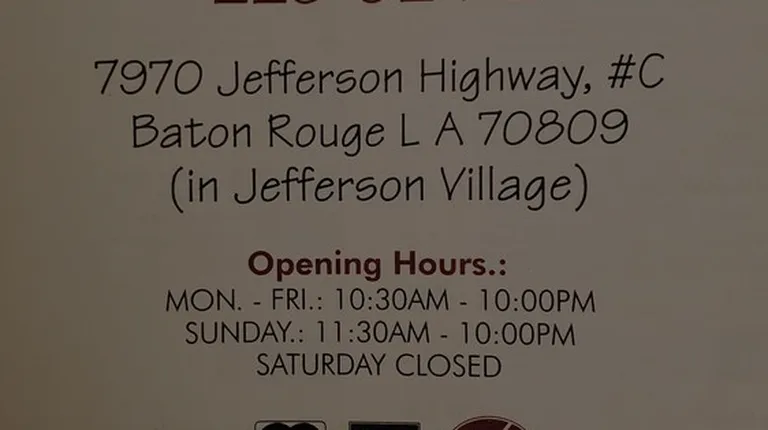 7970 Jefferson Highway, #C
Baton Rouge L A 70809
(in Jefferson Village)
Opening Hours.:
MON. - FRI.: 10:30AM - 10:00PM
SUNDAY.: 11:30AM - 10:00PM
SATURDAY CLOSED